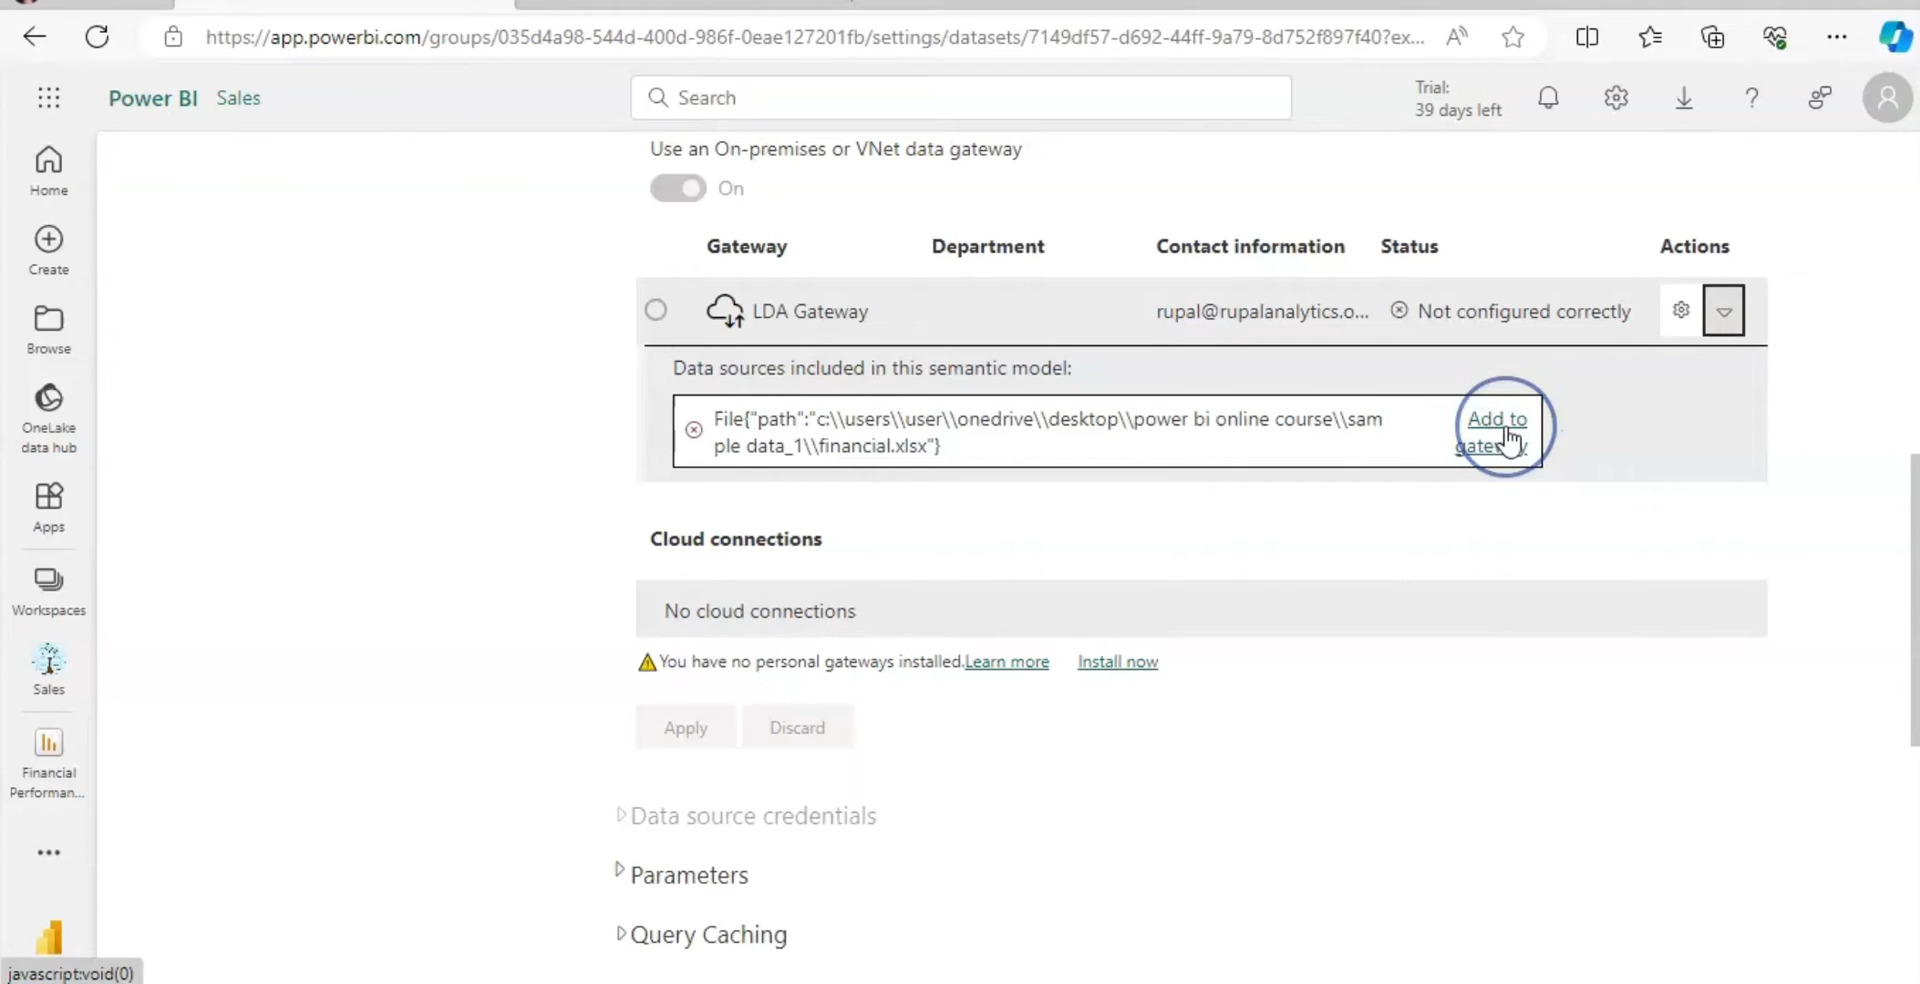 https://app.powerbi.com/groups/035d4a98-544d-400d-986f-0eae127201fb/settings/datasets/7149df57-d692-44ff-9a79-8d752f897f40?ex...
Power BI Sales
Search
Trial:
39 days left
Home
Create
Browse
OneLake
data hub
Apps
Workspaces
Sales
Financial
Performan...
Use an On-premises or VNet data gateway
On
Gateway Department Contact information Status Actions
LDA Gateway rupal@rupalanalytics.o... Not configured correctly
Data sources included in this semantic model:
File{"path":"c:\\users\\user\\onedrive\\desktop\\power bi online course\\sam
ple data_1\\financial.xlsx"}
Add to
gateway
Cloud connections
No cloud connections
You have no personal gateways installed.Learn more Install now
Apply Discard
Data source credentials
Parameters
Query Caching
javascript:void(0)